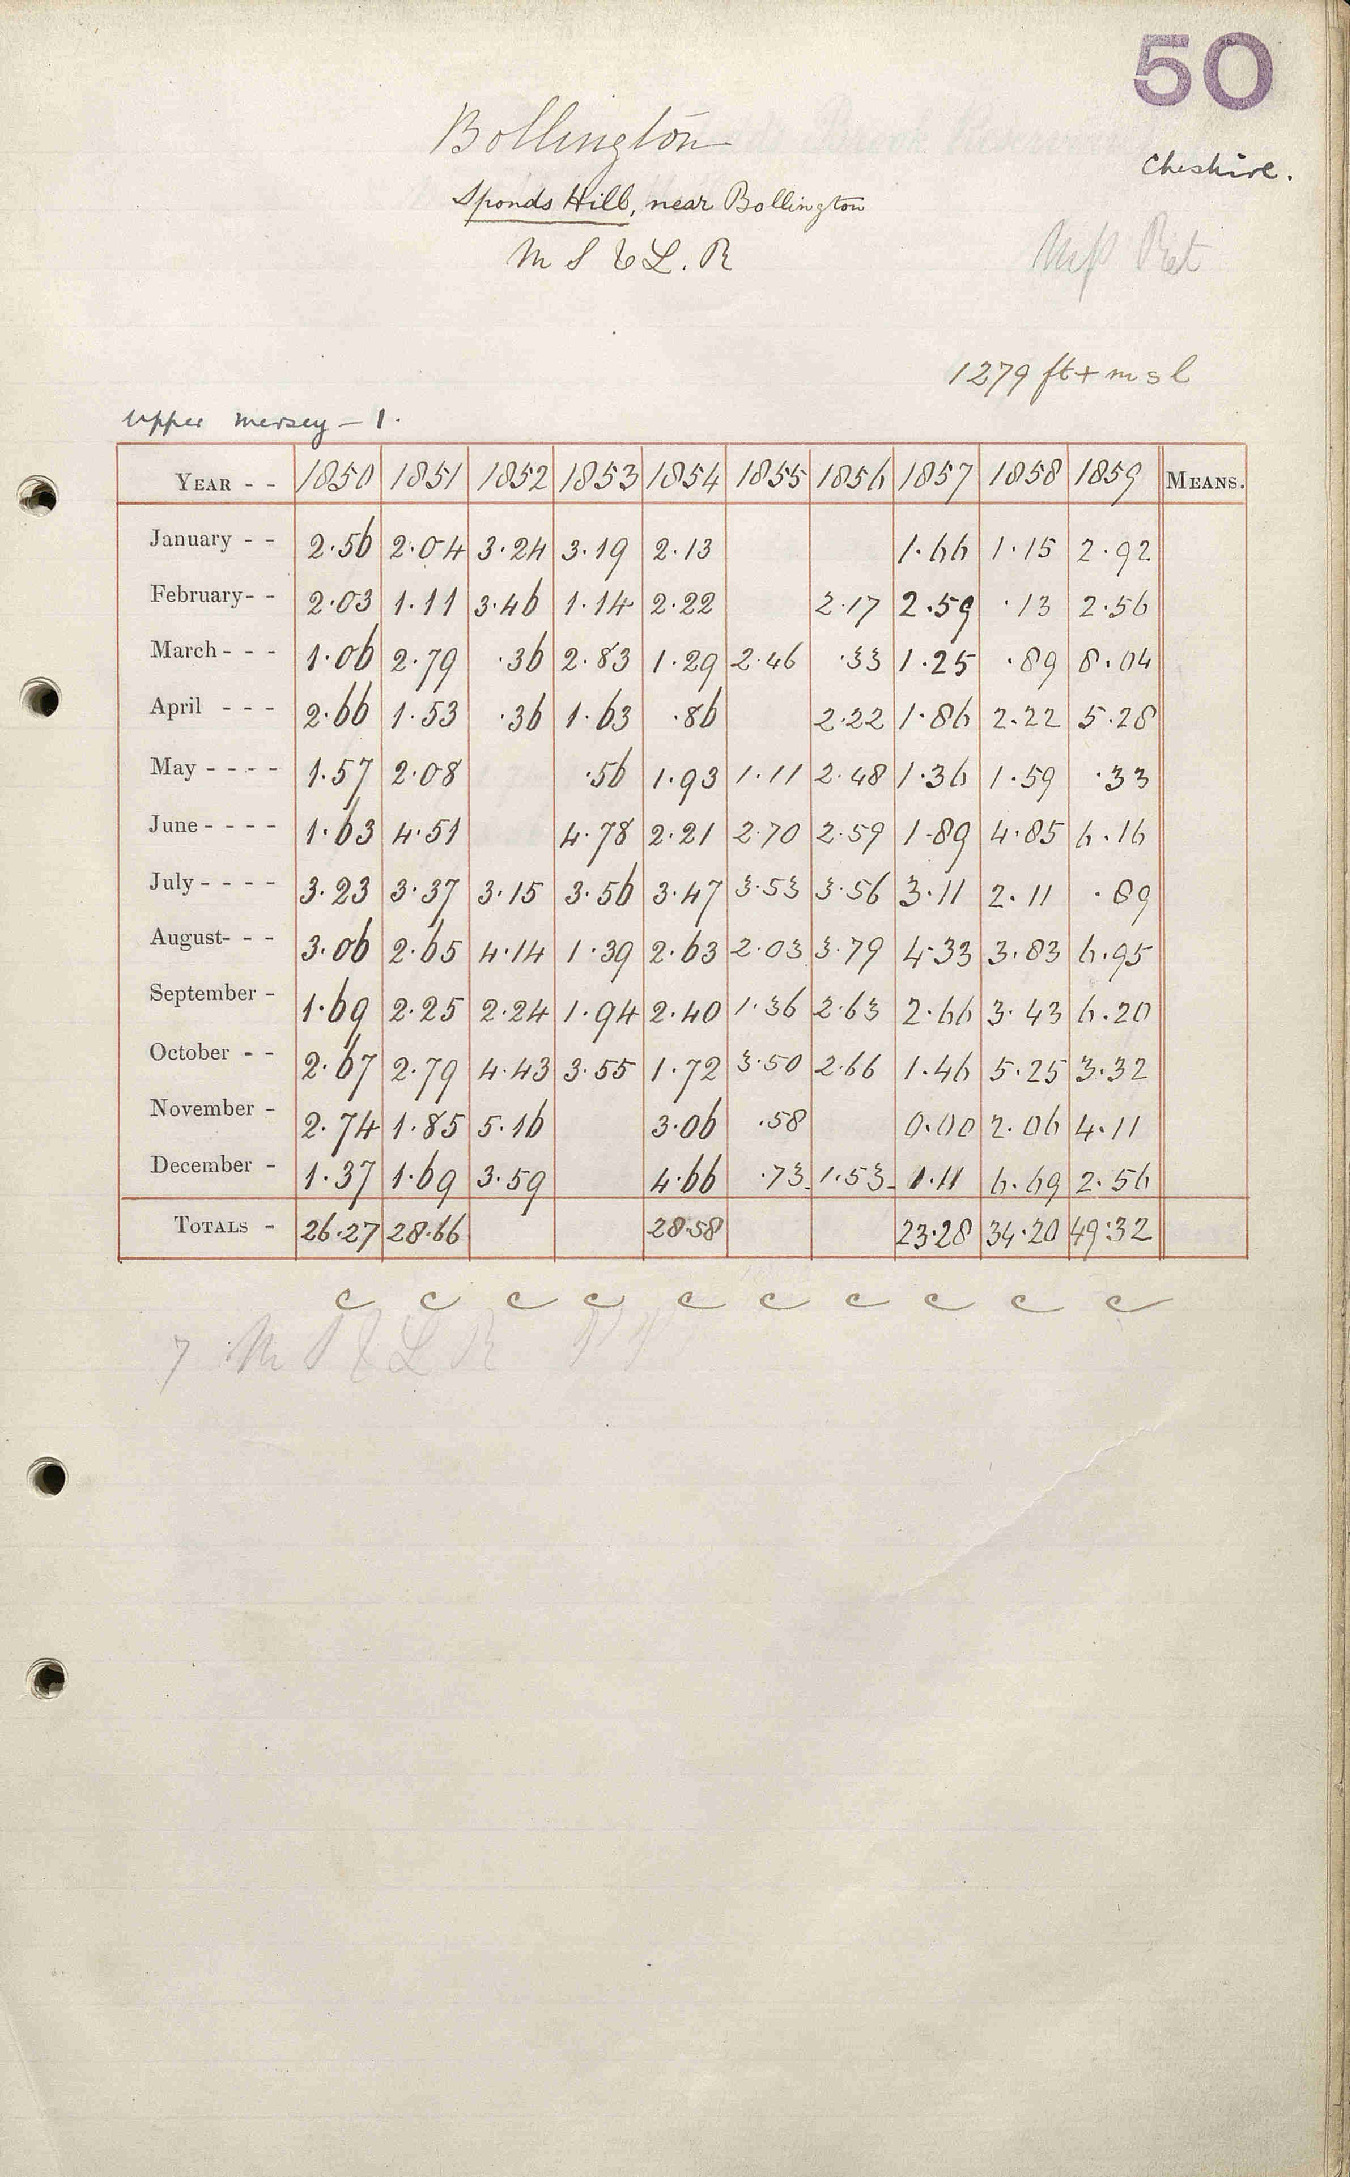 50
Bollington
Cheshire.
Sponds Hill, near Bollington
M S & L. R
1279 ft + m s l
Upper Mersey – 1.
YEAR - - 1850 1851 1852 1853 1854 1855 1856 1857 1858 1859 MEANS.
January - - 2.56 2.04 3.24 3.19 2.13 1.66 1.15 2.92
February - - 2.03 1.11 3.46 1.14 2.22 2.17 2.59 .13 2.56
March - - - 1.06 2.79 .36 2.83 1.29 2.46 .33 1.25 .89 8.04
April - - - 2.66 1.53 .36 1.63 .86 2.22 1.86 2.22 5.28
May - - - - 1.57 2.08 .56 1.93 1.11 2.48 1.36 1.59 .33
June - - - - 1.63 4.51 4.78 2.21 2.70 2.59 1.89 4.85 6.16
July - - - - 3.23 3.37 3.15 3.56 3.47 3.53 3.56 3.11 2.11 .89
August - - - 3.06 2.65 4.14 1.39 2.63 2.03 3.79 4.33 3.83 6.95
September - 1.69 2.25 2.24 1.94 2.40 1.36 2.63 2.66 3.43 6.20
October - - 2.67 2.79 4.43 3.55 1.72 3.50 2.66 1.46 5.25 3.32
November - 2.74 1.85 5.16 3.06 .58 0.00 2.06 4.11
December - 1.37 1.69 3.59 4.66 .73 1.53 1.11 6.69 2.56
TOTALS - 26.27 28.66 28.58 23.28 34.20 49.32
c c c c c c c c c c
7 M S & L R